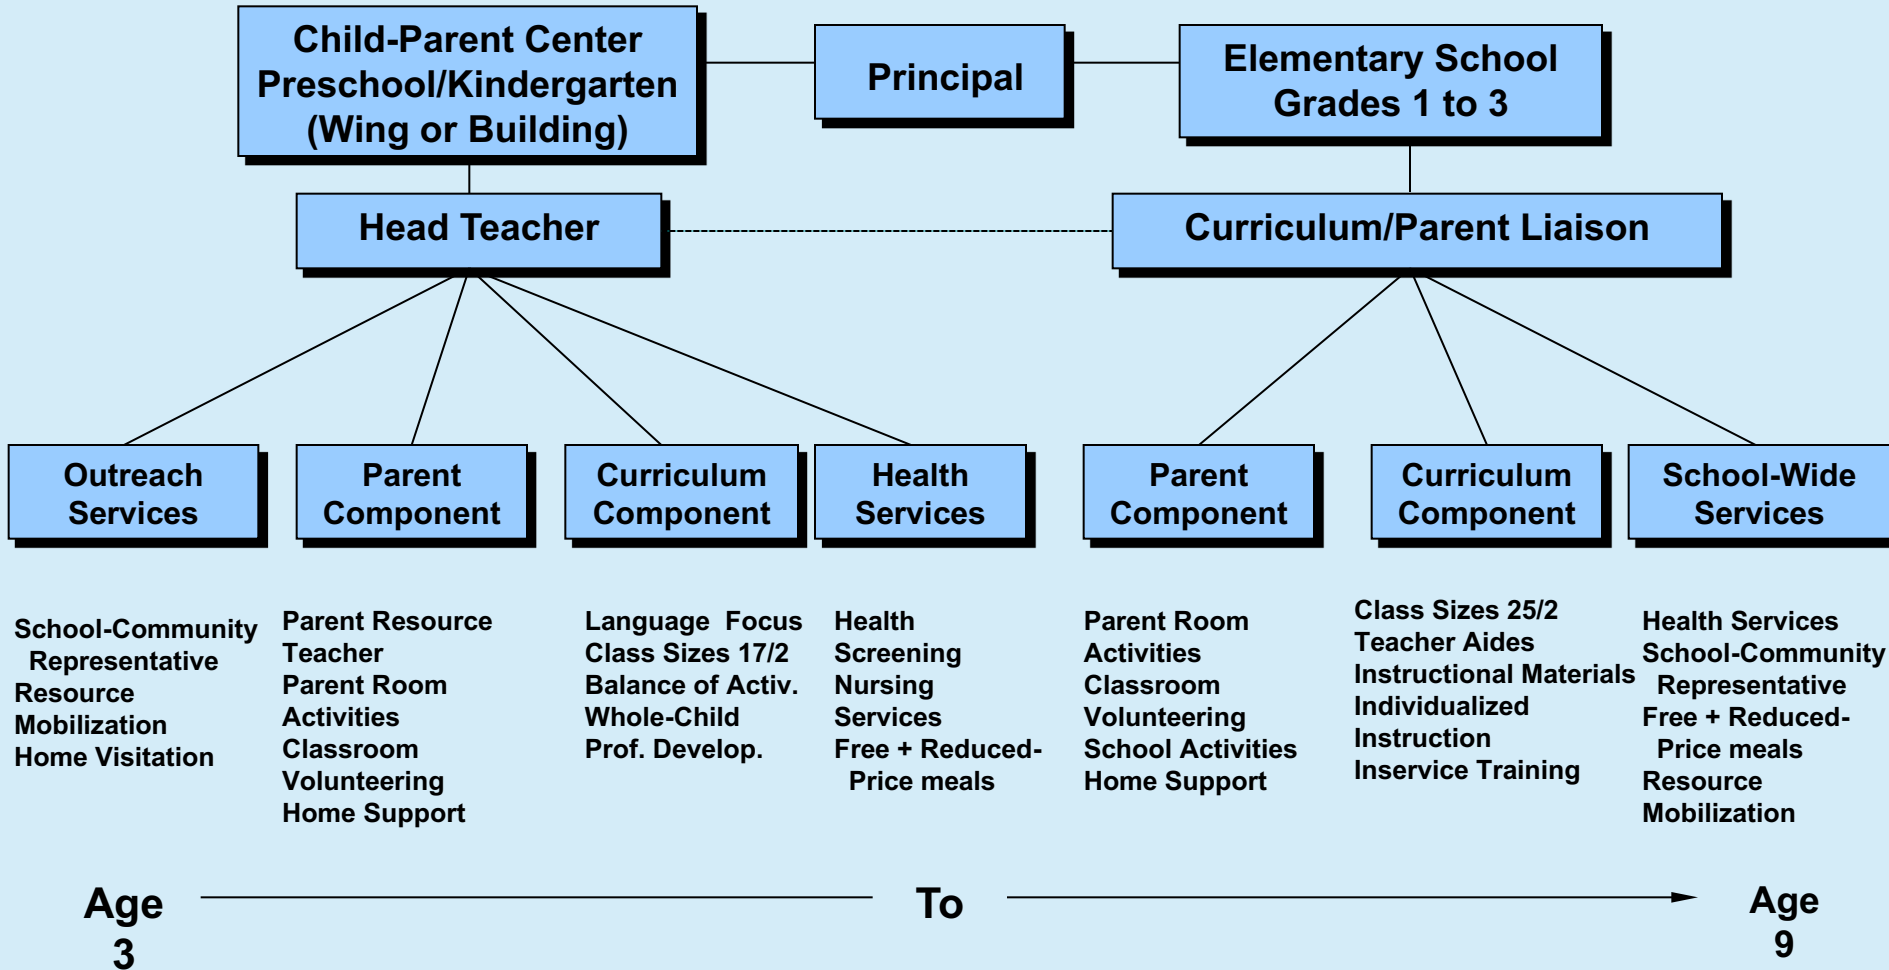 Child-Parent Center
Preschool/Kindergarten
(Wing or Building)
Principal
Elementary School
Grades 1 to 3
Head Teacher
Curriculum/Parent Liaison
Outreach
Services
Parent
Component
Curriculum
Component
Health
Services
Parent
Component
Curriculum
Component
School-Wide
Services
School-Community
Representative
Resource
Mobilization
Home Visitation
Parent Resource
Teacher
Parent Room
Activities
Classroom
Volunteering
Home Support
Language Focus
Class Sizes 17/2
Balance of Activ.
Whole-Child
Prof. Develop.
Health
Screening
Nursing
Services
Free + Reduced-
Price meals
Parent Room
Activities
Classroom
Volunteering
School Activities
Home Support
Class Sizes 25/2
Teacher Aides
Instructional Materials
Individualized
Instruction
Inservice Training
Health Services
School-Community
Representative
Free + Reduced-
Price meals
Resource
Mobilization
Age
3
To
Age
9